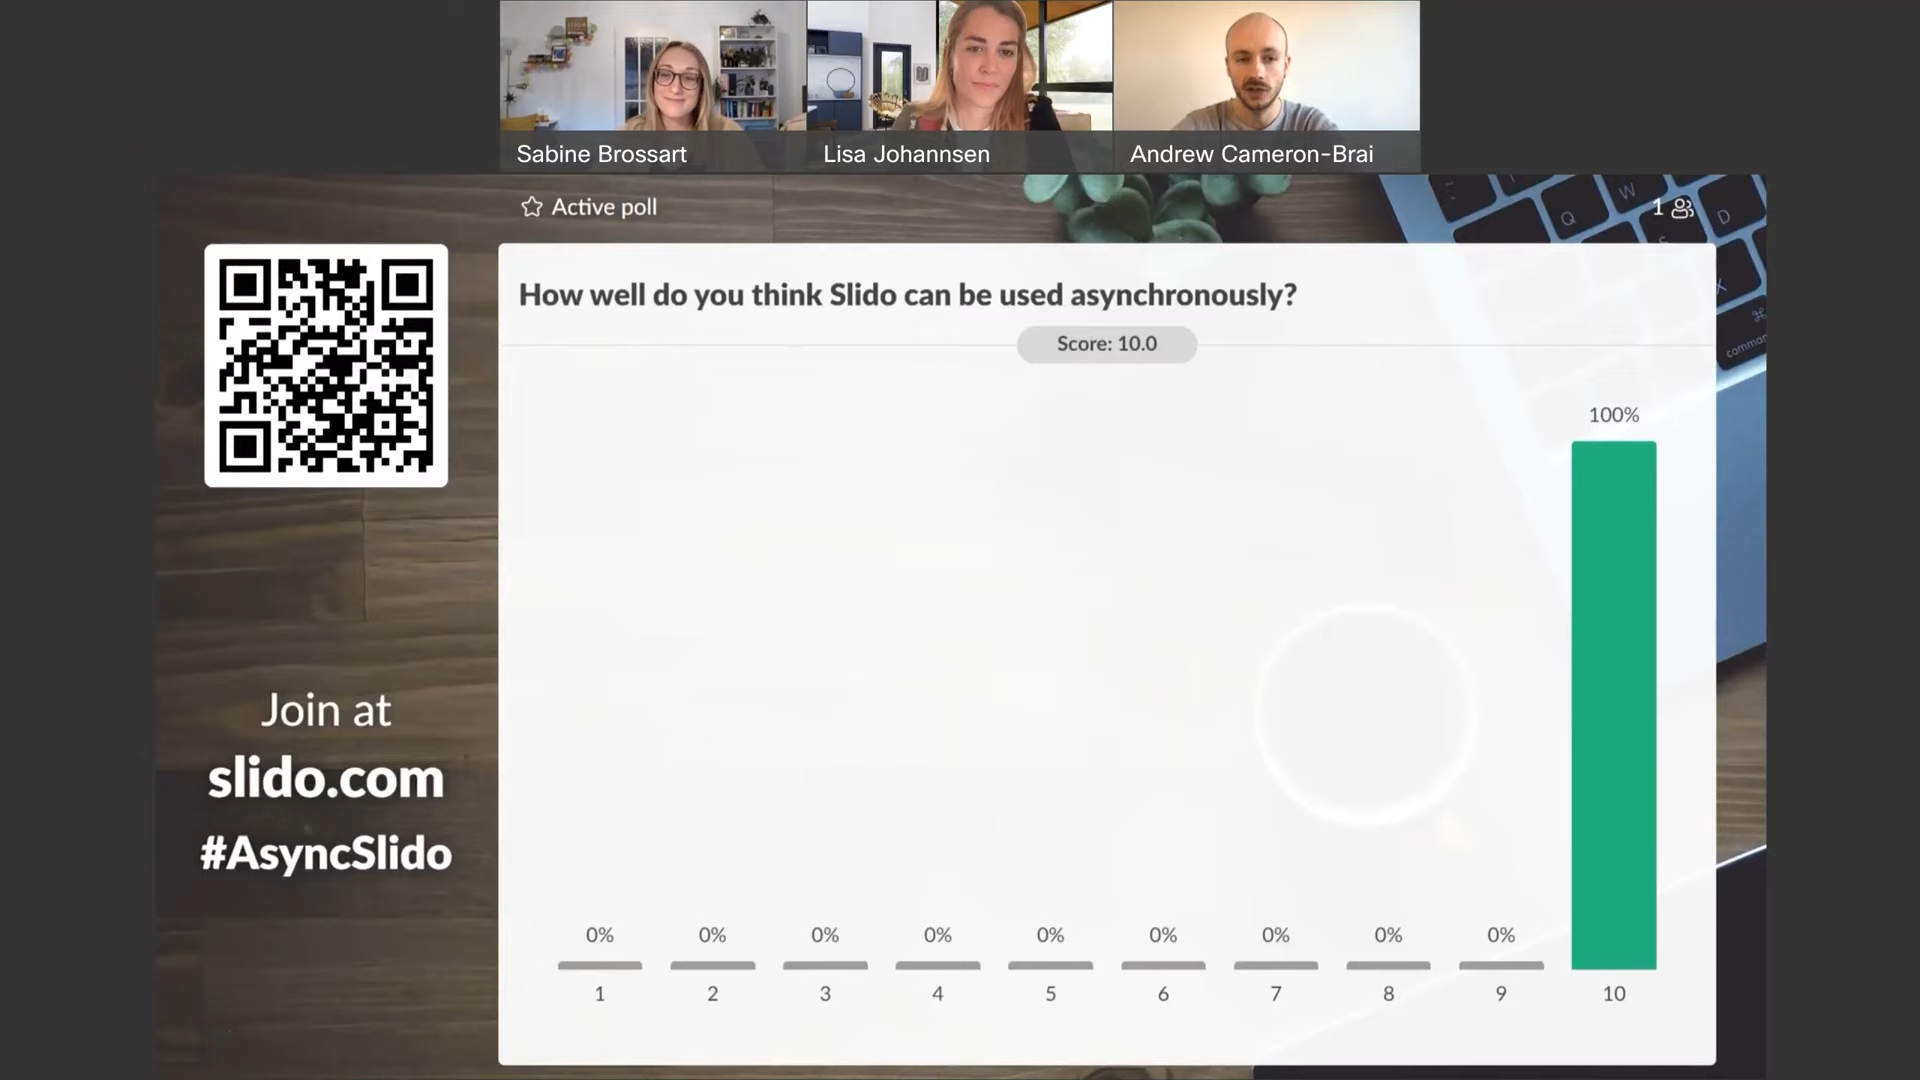 Sabine Brossart
Lisa Johannsen
Andrew Cameron-Brai
Active poll
1
Q
W
D
X
⌘
comman
How well do you think Slido can be used asynchronously?
Score: 10.0
100%
0%
0%
0%
0%
0%
0%
0%
0%
0%
1
2
3
4
5
6
7
8
9
10
Join at
slido.com
#AsyncSlido